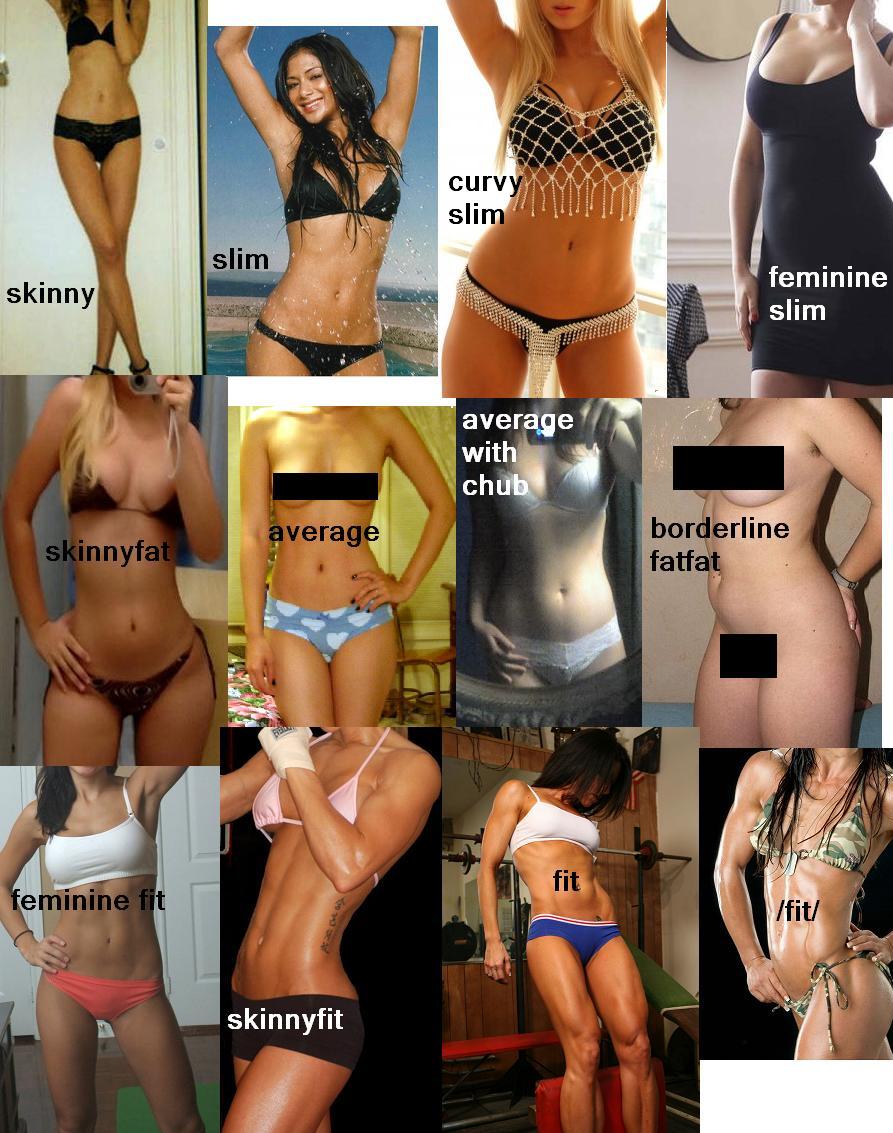 skinny
slim
curvy
slim
feminine
slim
skinnyfat
average
average
with
chub
borderline
fatfat
feminine fit
skinnyfit
fit
/fit/